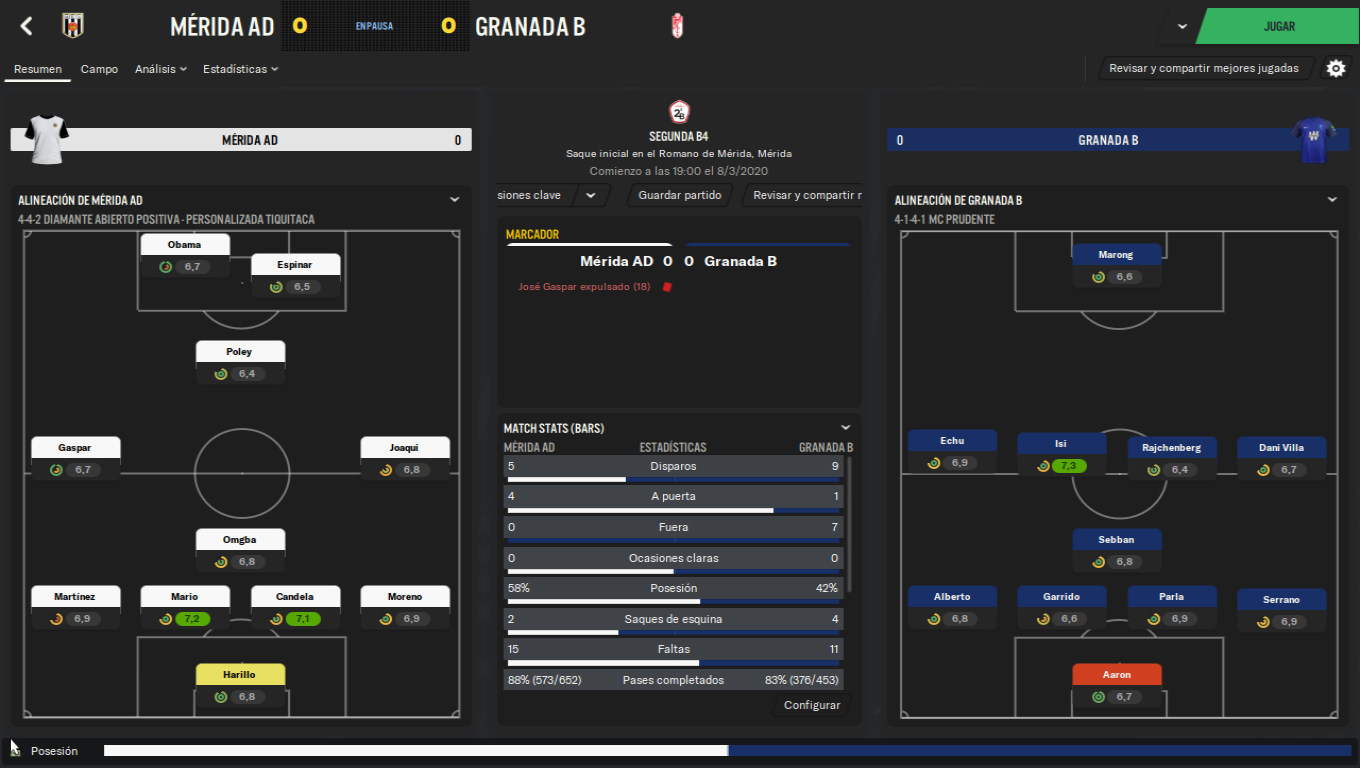 MÉRIDA AD 0 EN PAUSA 0 GRANADA B JUGAR
Resumen Campo Análisis Estadísticas Revisar y compartir mejores jugadas
MÉRIDA AD 0
2ªB
SEGUNDA B4
Saque inicial en el Romano de Mérida, Mérida
Comienzo a las 19:00 el 8/3/2020
0 GRANADA B
siones clave Guardar partido Revisar y compartir r
ALINEACIÓN DE MÉRIDA AD
4-4-2 DIAMANTE ABIERTO POSITIVA - PERSONALIZADA TIQUITACA
Obama
6,7
Espinar
6,5
Poley
6,4
Gaspar
6,7
Joaqui
6,8
Omgba
6,8
Martínez Mario Candela Moreno
6,9 7,2 7,1 6,9
Harillo
6,8
MARCADOR
Mérida AD 0 0 Granada B
José Gaspar expulsado (18)
MATCH STATS (BARS)
MÉRIDA AD ESTADÍSTICAS GRANADA B
5 Disparos 9
4 A puerta 1
0 Fuera 7
0 Ocasiones claras 0
58% Posesión 42%
2 Saques de esquina 4
15 Faltas 11
88% (573/652) Pases completados 83% (376/453)
Configurar
ALINEACIÓN DE GRANADA B
4-1-4-1 MC PRUDENTE
Marong
6,6
Echu Isi Rajchenberg Dani Villa
6,9 7,3 6,4 6,7
Sebban
6,8
Alberto Garrido Parla Serrano
6,8 6,6 6,9 6,9
Aaron
6,7
Posesión